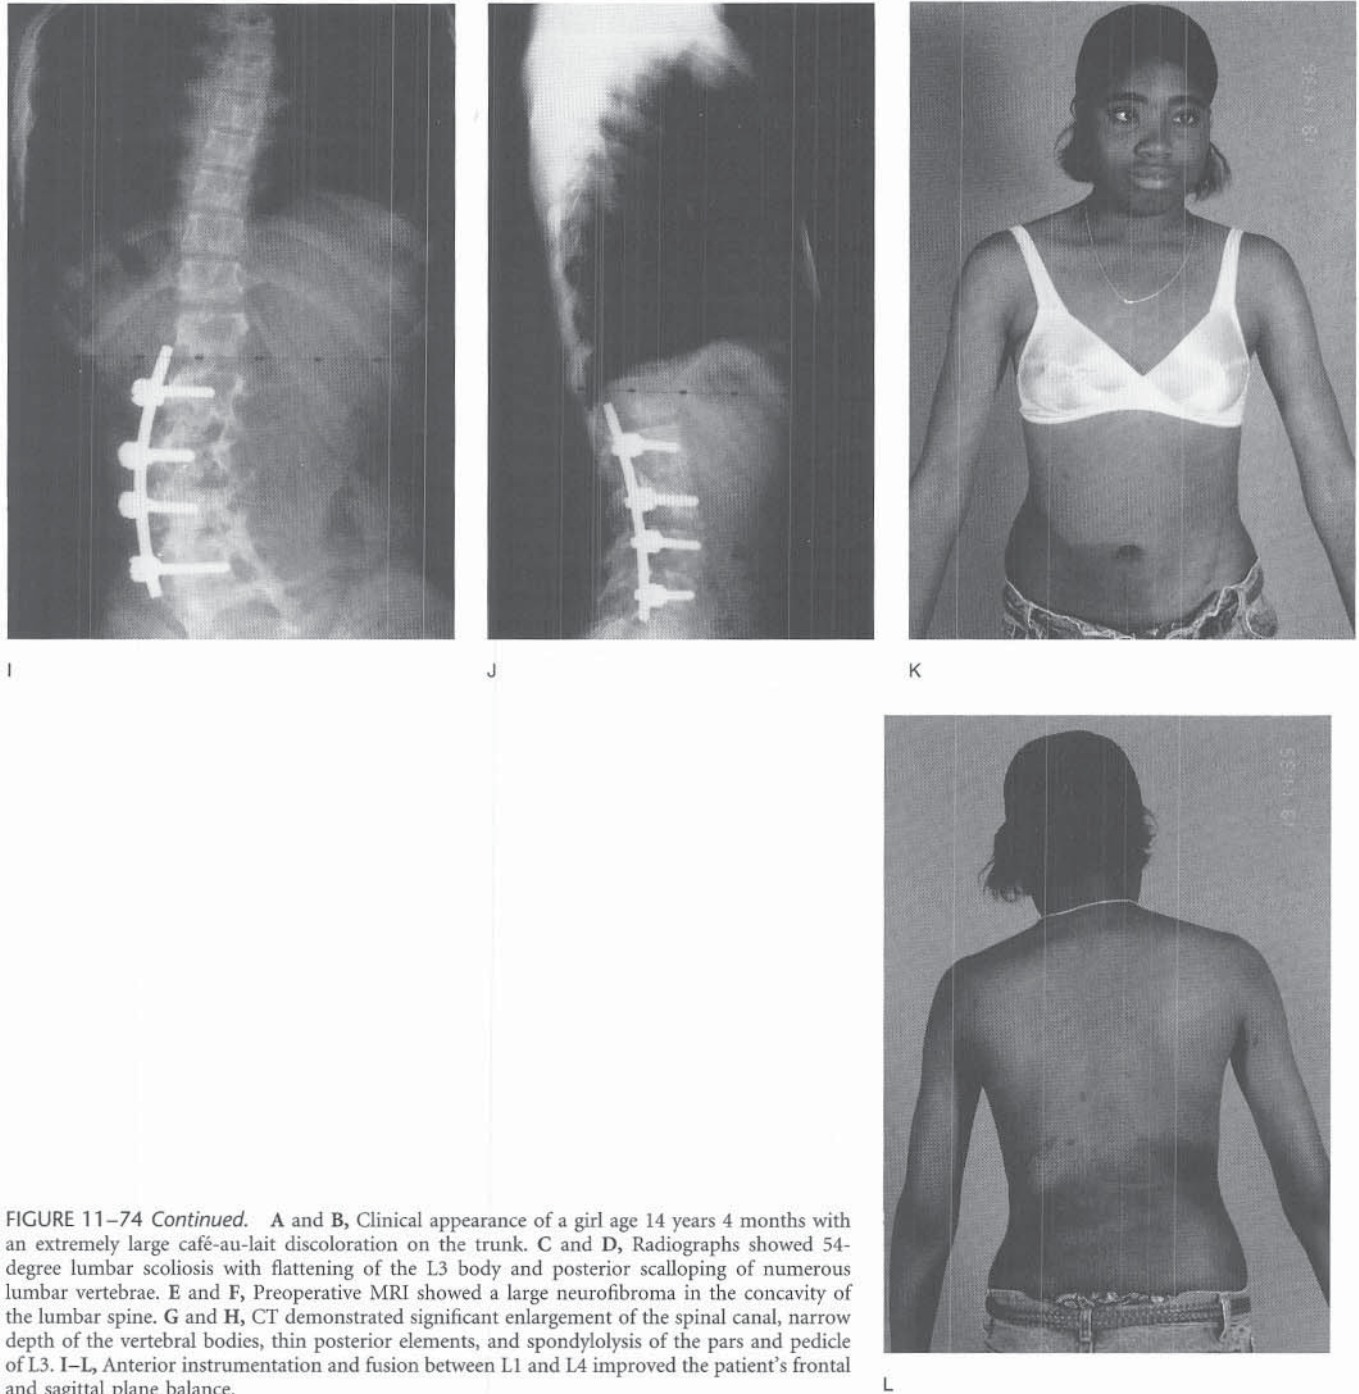 I
J
K
L
FIGURE 11–74 Continued. A and B, Clinical appearance of a girl age 14 years 4 months with
an extremely large café-au-lait discoloration on the trunk. C and D, Radiographs showed 54-
degree lumbar scoliosis with flattening of the L3 body and posterior scalloping of numerous
lumbar vertebrae. E and F, Preoperative MRI showed a large neurofibroma in the concavity of
the lumbar spine. G and H, CT demonstrated significant enlargement of the spinal canal, narrow
depth of the vertebral bodies, thin posterior elements, and spondylolysis of the pars and pedicle
of L3. I–L, Anterior instrumentation and fusion between L1 and L4 improved the patient's frontal
and sagittal plane balance.